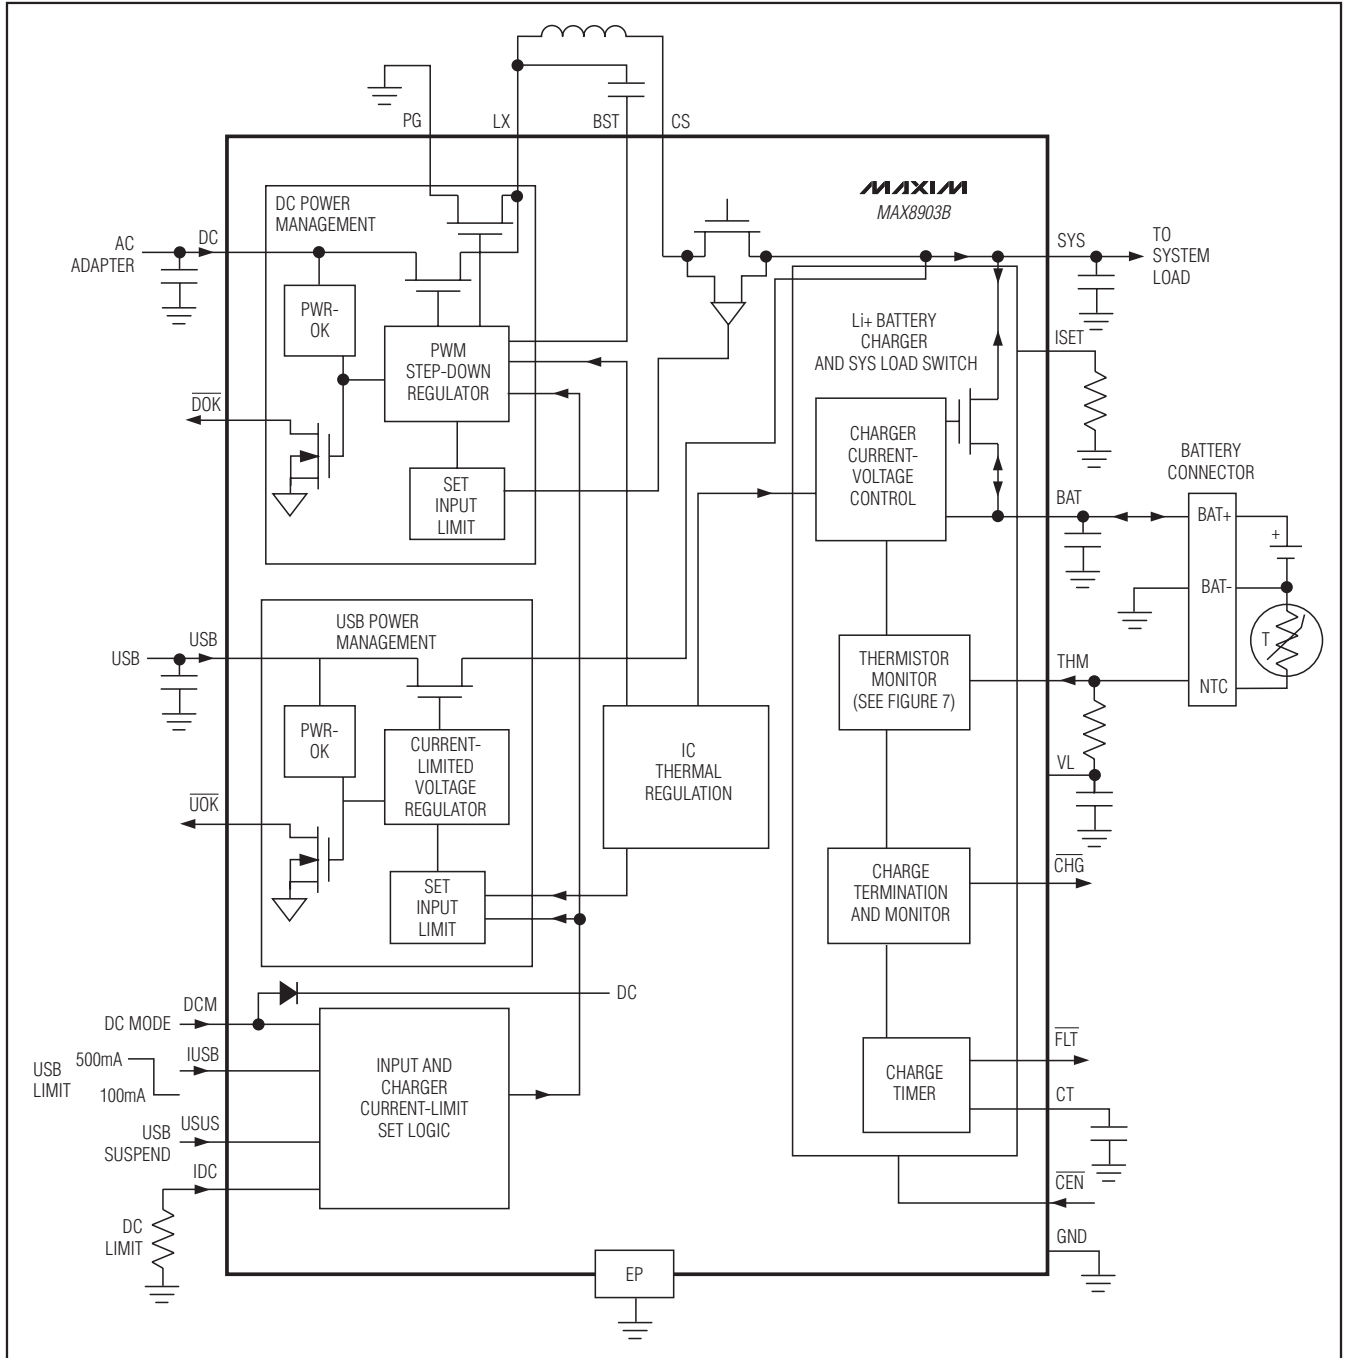 PG
LX
BST
CS
DC POWER
MANAGEMENT
MAXIM
MAX8903B
AC
ADAPTER
DC
SYS
TO
SYSTEM
LOAD
PWR-
OK
PWM
STEP-DOWN
REGULATOR
Li+ BATTERY
CHARGER
AND SYS LOAD SWITCH
ISET
DOK
SET
INPUT
LIMIT
CHARGER
CURRENT-
VOLTAGE
CONTROL
BATTERY
CONNECTOR
BAT
BAT+
+
BAT-
T
NTC
USB POWER
MANAGEMENT
USB
USB
THERMISTOR
MONITOR
(SEE FIGURE 7)
THM
PWR-
OK
CURRENT-
LIMITED
VOLTAGE
REGULATOR
IC
THERMAL
REGULATION
VL
UOK
SET
INPUT
LIMIT
CHARGE
TERMINATION
AND MONITOR
CHG
DC
DCM
DC MODE
USB
LIMIT
500mA
100mA
IUSB
USB
SUSPEND
USUS
IDC
DC
LIMIT
INPUT AND
CHARGER
CURRENT-LIMIT
SET LOGIC
CHARGE
TIMER
FLT
CT
CEN
GND
EP